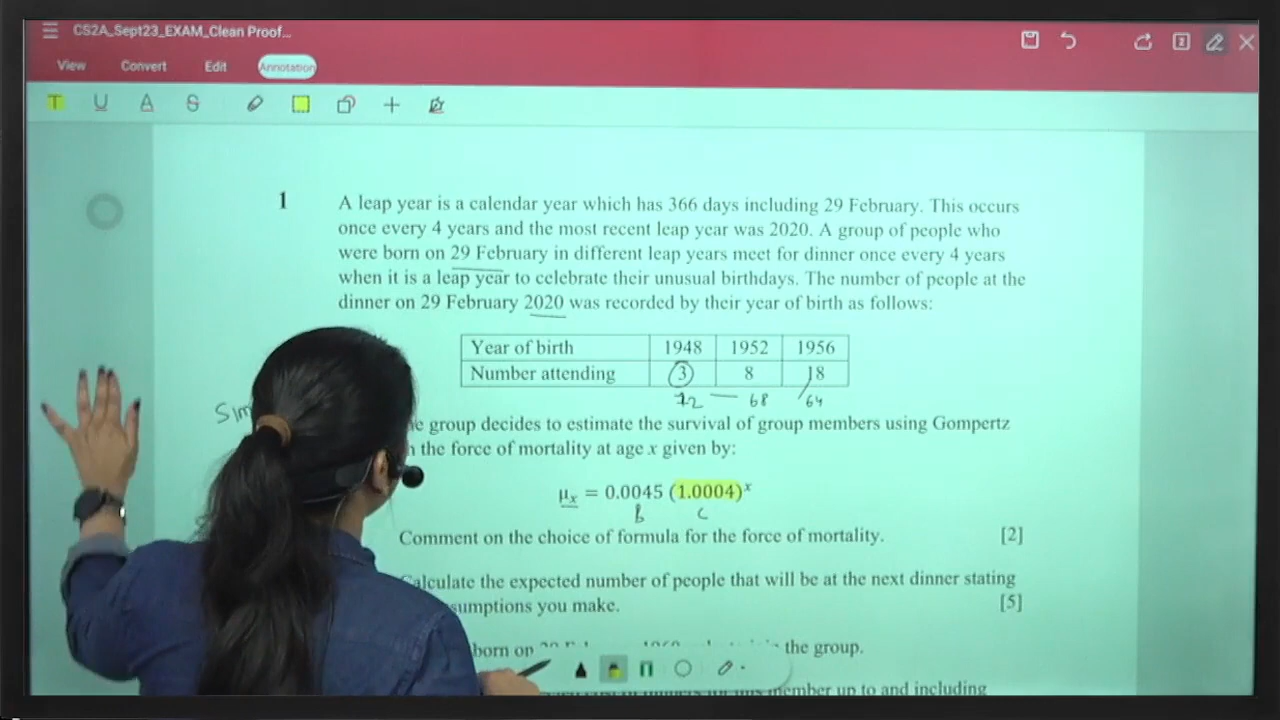 CS2A_Sept23_EXAM_Clean Proof...
View Convert Edit Annotation
1 A leap year is a calendar year which has 366 days including 29 February. This occurs
once every 4 years and the most recent leap year was 2020. A group of people who
were born on 29 February in different leap years meet for dinner once every 4 years
when it is a leap year to celebrate their unusual birthdays. The number of people at the
dinner on 29 February 2020 was recorded by their year of birth as follows:
Year of birth 1948 1952 1956
Number attending 3 8 18
72 — 68 64
group decides to estimate the survival of group members using Gompertz
the force of mortality at age x given by:
μx = 0.0045 (1.0004)^x
B C
Comment on the choice of formula for the force of mortality. [2]
Calculate the expected number of people that will be at the next dinner stating
you make. [5]
born on the group.
member up to and including